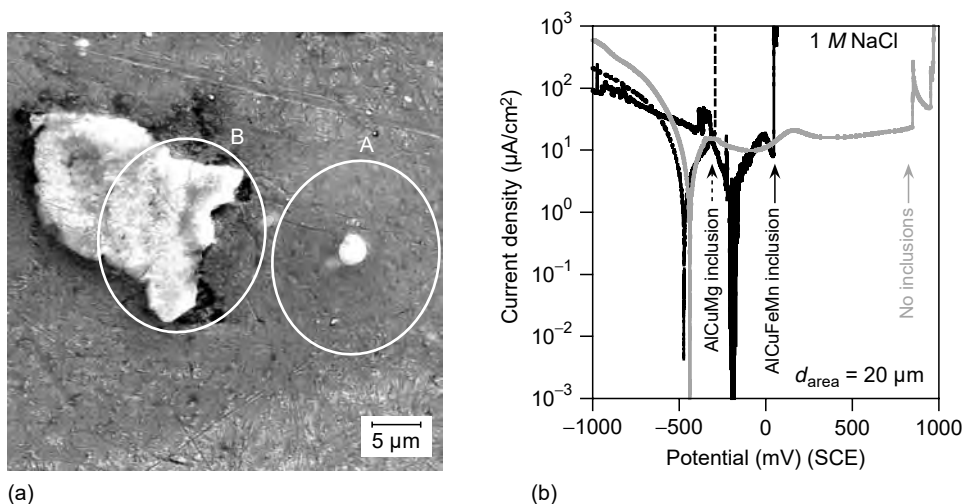 B
A
5 µm
(a)
10³
10²
10¹
10⁰
10⁻¹
10⁻²
10⁻³
Current density (µA/cm²)
1 M NaCl
AlCuMg inclusion
AlCuFeMn inclusion
No inclusions
d_area = 20 µm
−1000
−500
0
500
1000
Potential (mV) (SCE)
(b)